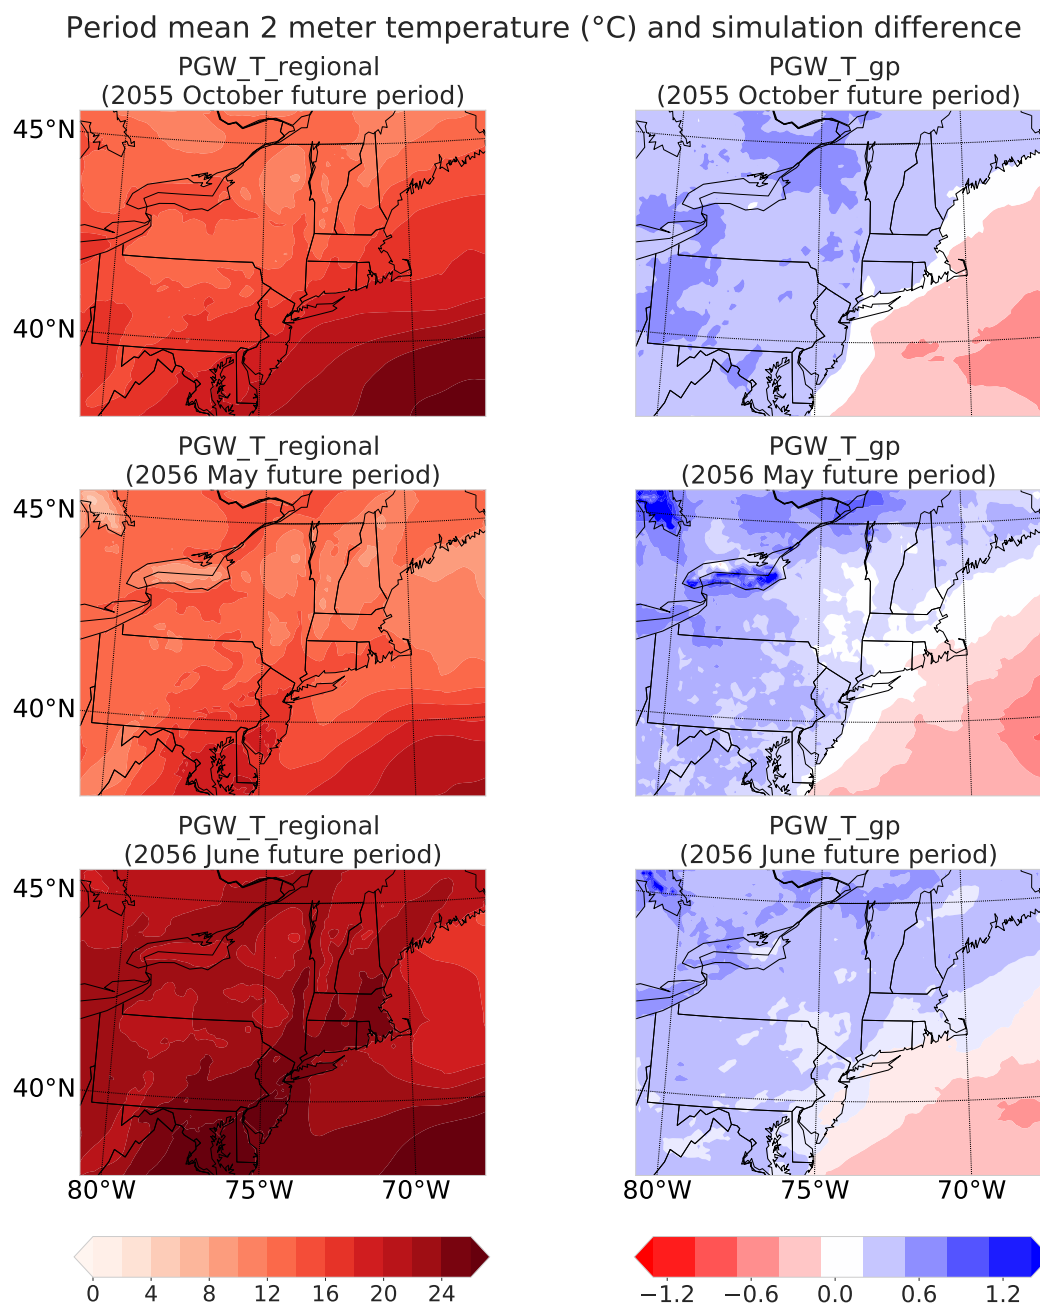 Period mean 2 meter temperature (°C) and simulation difference
PGW_T_regional
(2055 October future period)
PGW_T_gp
(2055 October future period)
45°N
40°N
PGW_T_regional
(2056 May future period)
PGW_T_gp
(2056 May future period)
45°N
40°N
PGW_T_regional
(2056 June future period)
PGW_T_gp
(2056 June future period)
45°N
40°N
80°W 75°W 70°W
80°W 75°W 70°W
0 4 8 12 16 20 24
−1.2 −0.6 0.0 0.6 1.2